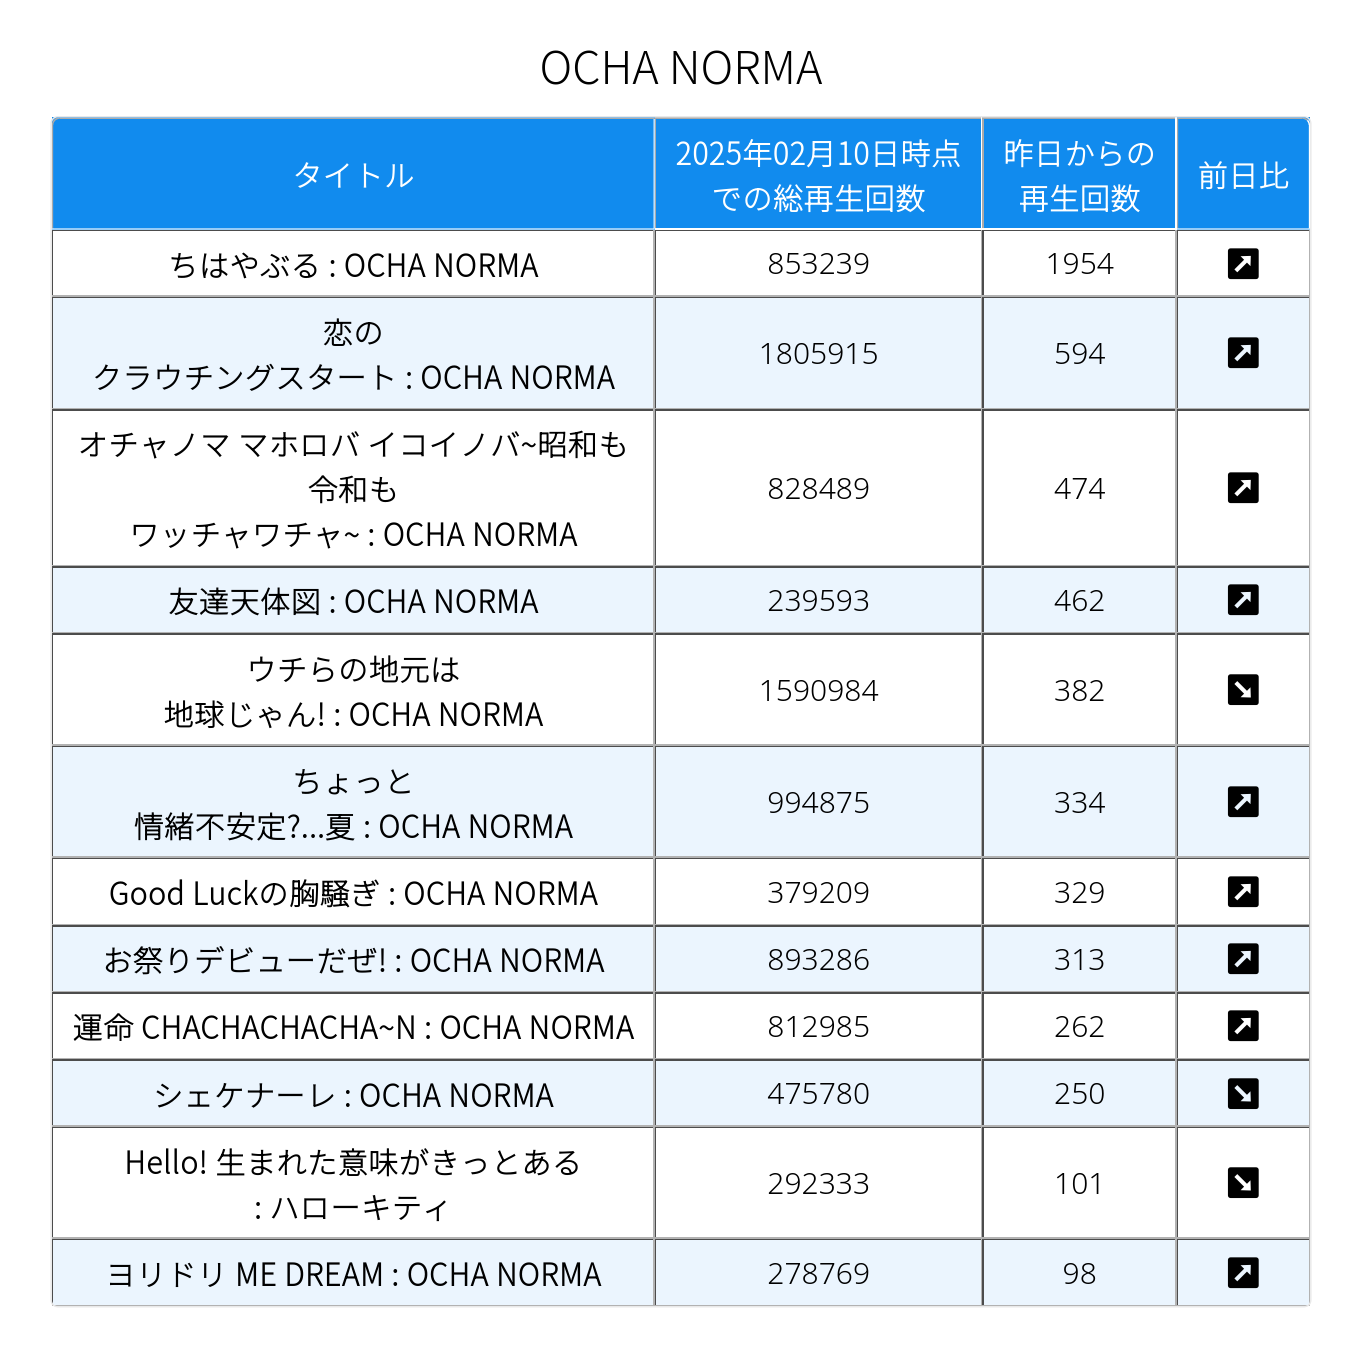 OCHA NORMA
タイトル
2025年02月10日時点
での総再生回数
昨日からの
再生回数
前日比
ちはやぶる : OCHA NORMA
853239
1954
恋の
クラウチングスタート : OCHA NORMA
1805915
594
オチャノマ マホロバ イコイノバ~昭和も
令和も
ワッチャワチャ~ : OCHA NORMA
828489
474
友達天体図 : OCHA NORMA
239593
462
ウチらの地元は
地球じゃん! : OCHA NORMA
1590984
382
ちょっと
情緒不安定?...夏 : OCHA NORMA
994875
334
Good Luckの胸騒ぎ : OCHA NORMA
379209
329
お祭りデビューだぜ! : OCHA NORMA
893286
313
運命 CHACHACHACHA~N : OCHA NORMA
812985
262
シェケナーレ : OCHA NORMA
475780
250
Hello! 生まれた意味がきっとある
: ハローキティ
292333
101
ヨリドリ ME DREAM : OCHA NORMA
278769
98